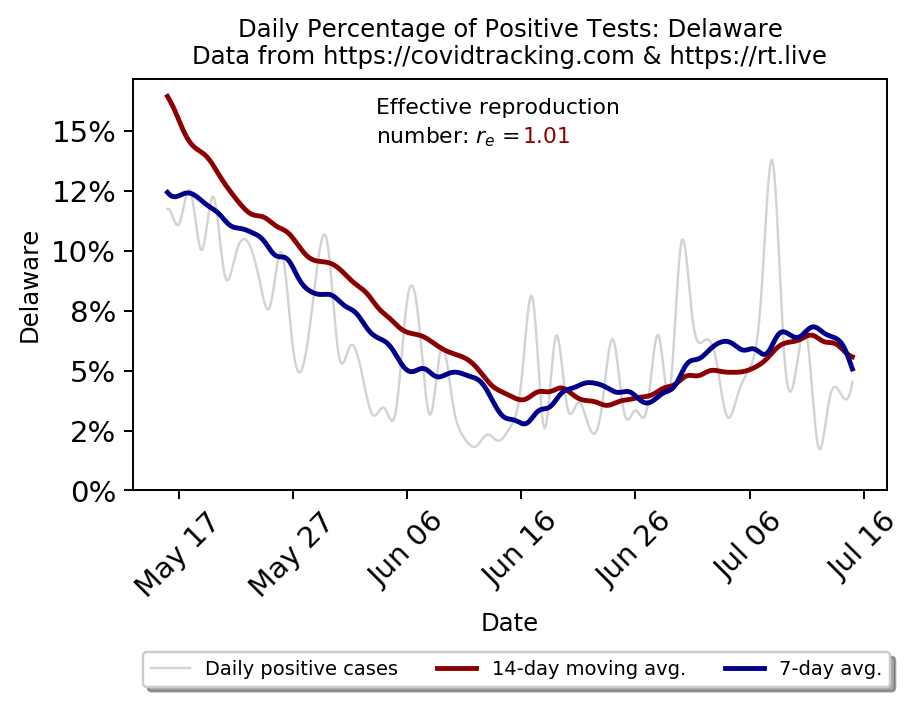 Daily Percentage of Positive Tests: Delaware
Data from https://covidtracking.com & https://rt.live
Effective reproduction
number: rₑ =1.01
15%
12%
10%
8%
5%
2%
0%
Delaware
May 17
May 27
Jun 06
Jun 16
Jun 26
Jul 06
Jul 16
Date
Daily positive cases
14-day moving avg.
7-day avg.